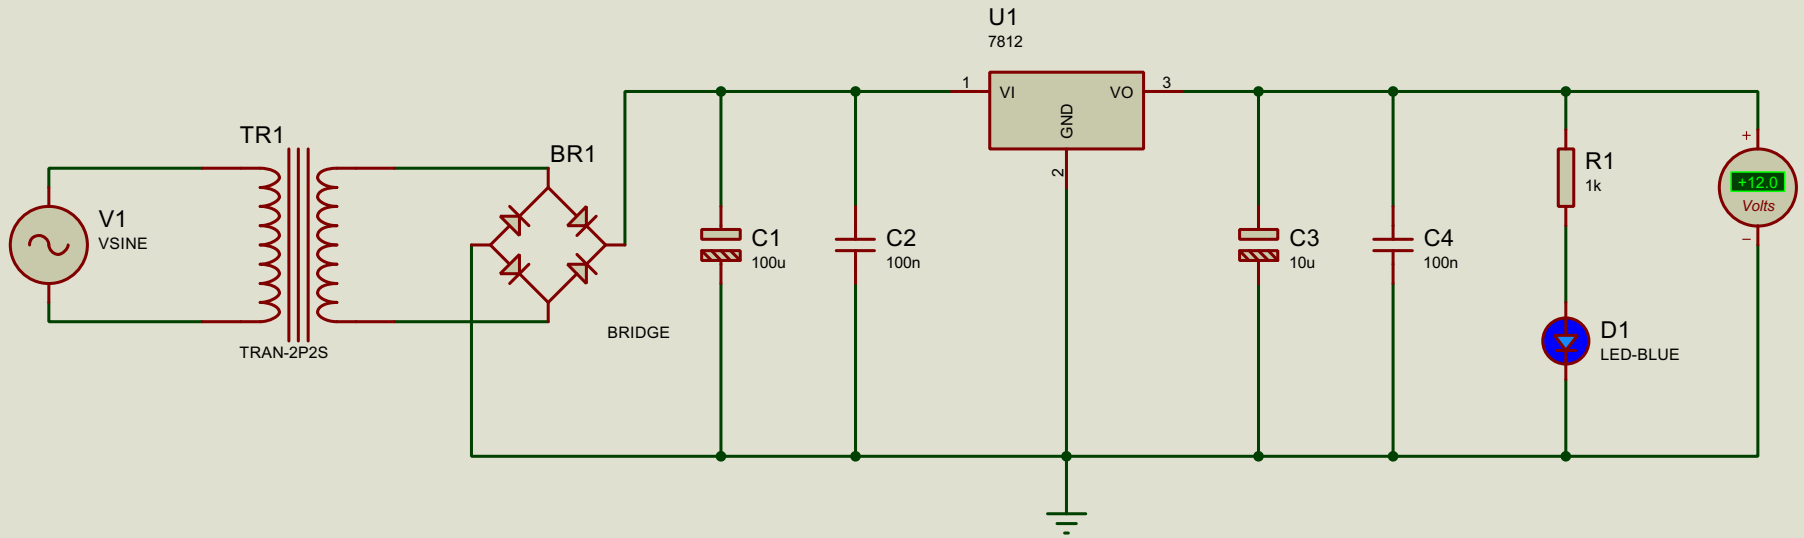 U1
7812
1
VI
VO
3
GND
2
TR1
TRAN-2P2S
V1
VSINE
BR1
BRIDGE
C1
100u
C2
100n
C3
10u
C4
100n
R1
1k
D1
LED-BLUE
+
+12.0
Volts
−